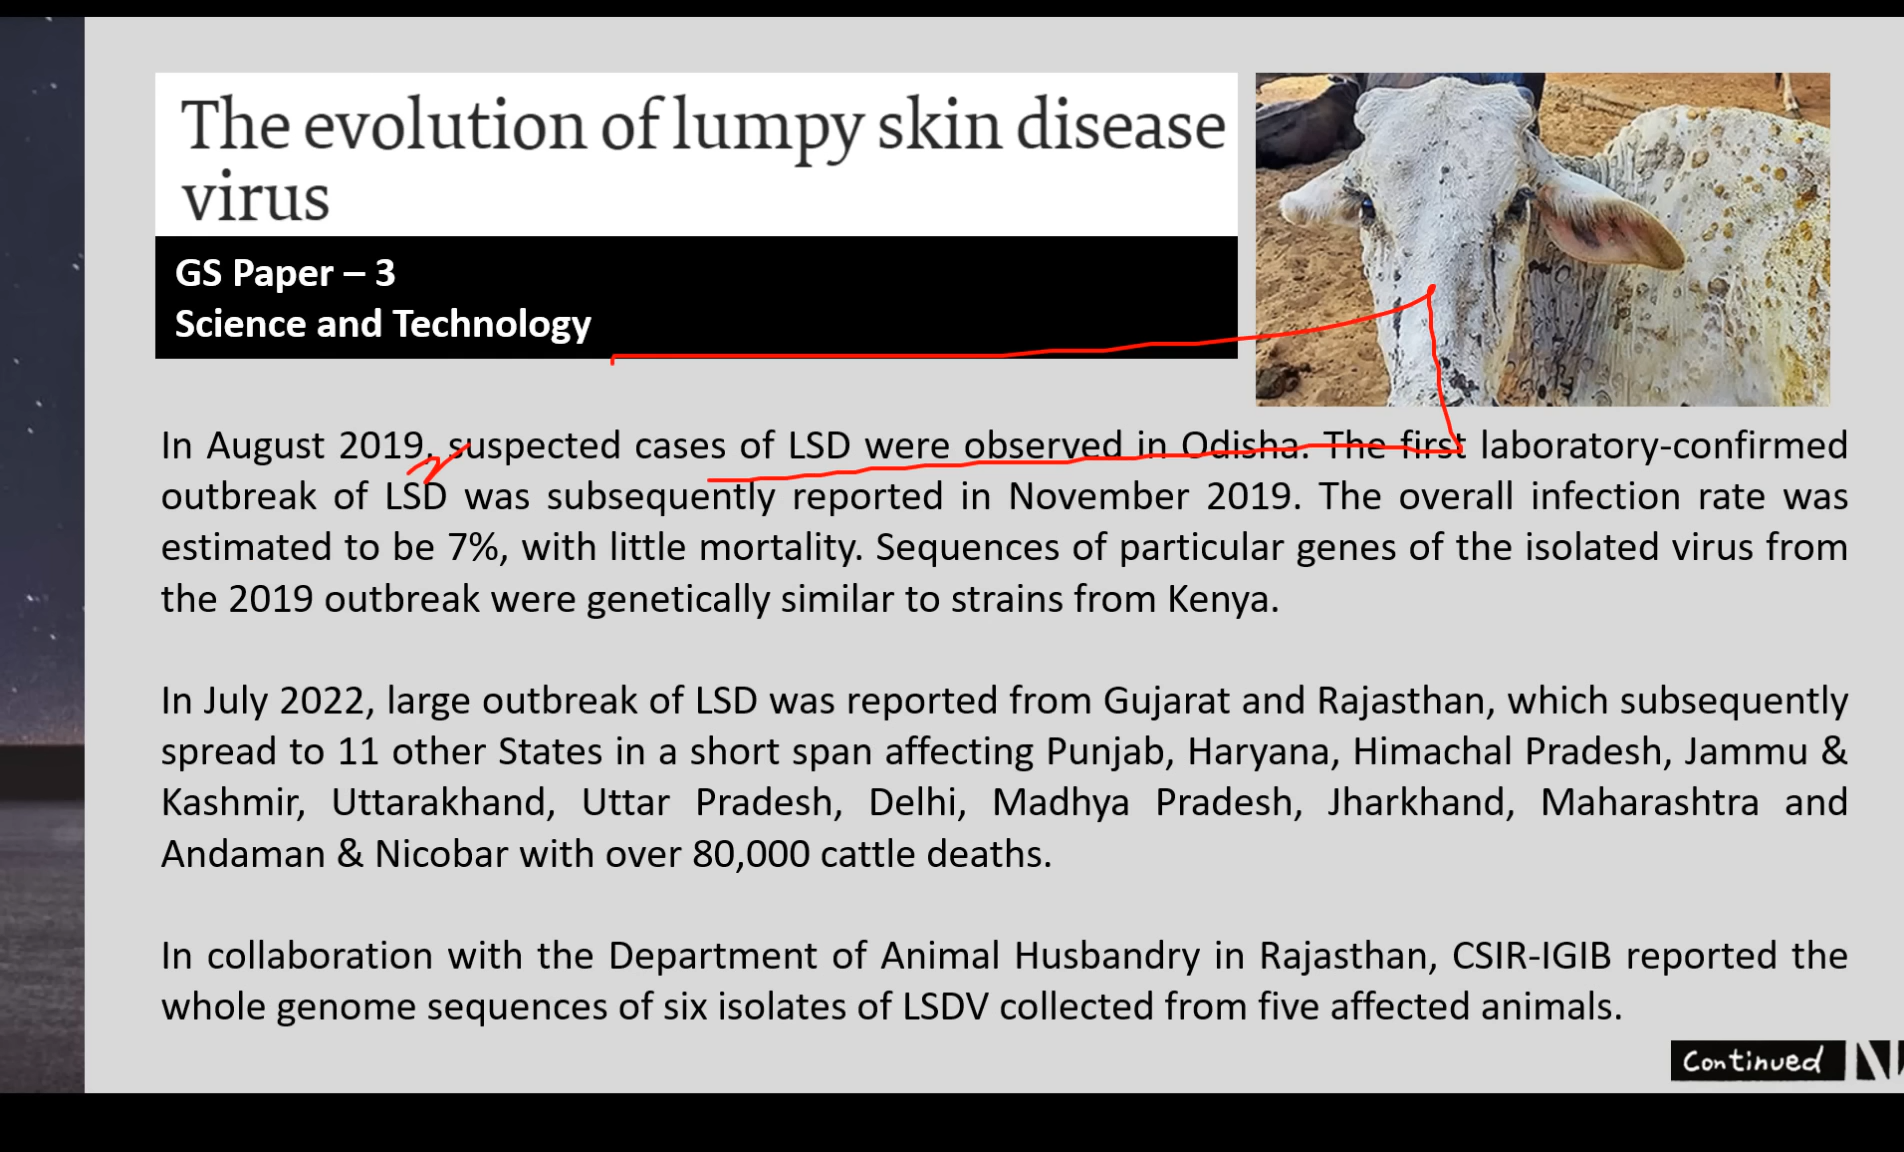 The evolution of lumpy skin disease
virus
GS Paper – 3
Science and Technology
In August 2019, suspected cases of LSD were observed in Odisha. The first laboratory-confirmed
outbreak of LSD was subsequently reported in November 2019. The overall infection rate was
estimated to be 7%, with little mortality. Sequences of particular genes of the isolated virus from
the 2019 outbreak were genetically similar to strains from Kenya.
In July 2022, large outbreak of LSD was reported from Gujarat and Rajasthan, which subsequently
spread to 11 other States in a short span affecting Punjab, Haryana, Himachal Pradesh, Jammu &
Kashmir, Uttarakhand, Uttar Pradesh, Delhi, Madhya Pradesh, Jharkhand, Maharashtra and
Andaman & Nicobar with over 80,000 cattle deaths.
In collaboration with the Department of Animal Husbandry in Rajasthan, CSIR-IGIB reported the
whole genome sequences of six isolates of LSDV collected from five affected animals.
Continued